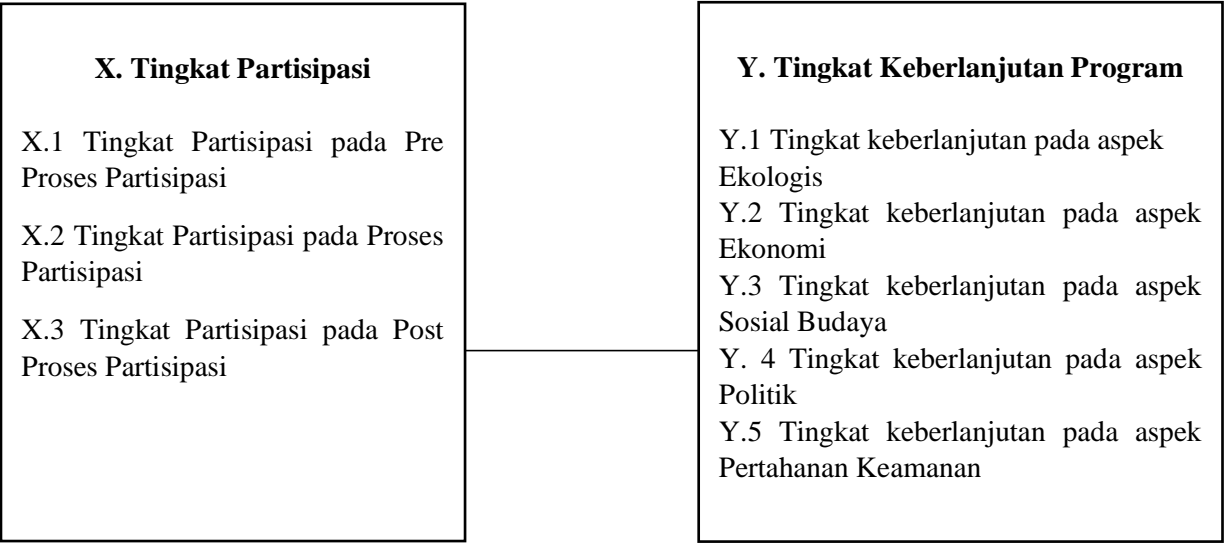 X. Tingkat Partisipasi
X.1 Tingkat Partisipasi pada Pre
Proses Partisipasi
X.2 Tingkat Partisipasi pada Proses
Partisipasi
X.3 Tingkat Partisipasi pada Post
Proses Partisipasi
Y. Tingkat Keberlanjutan Program
Y.1 Tingkat keberlanjutan pada aspek
Ekologis
Y.2 Tingkat keberlanjutan pada aspek
Ekonomi
Y.3 Tingkat keberlanjutan pada aspek
Sosial Budaya
Y. 4 Tingkat keberlanjutan pada aspek
Politik
Y.5 Tingkat keberlanjutan pada aspek
Pertahanan Keamanan